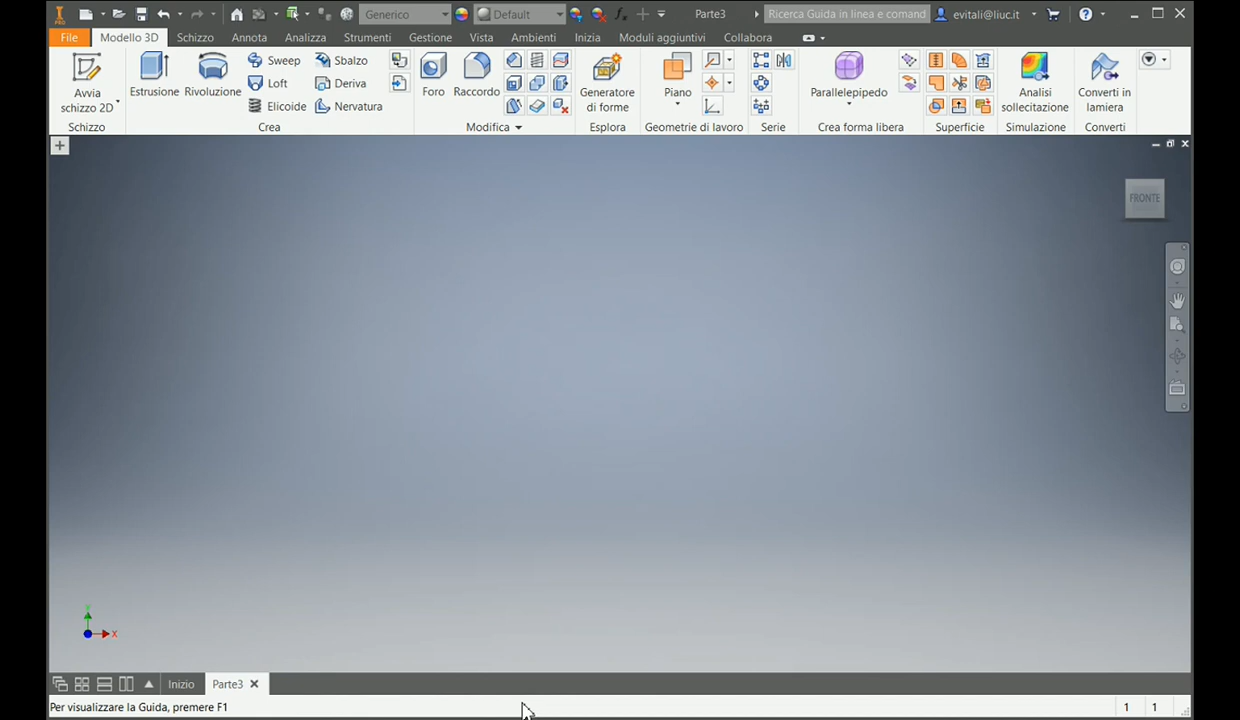 Generico
Default
Parte3
Ricerca Guida in linea e comand
evitali@liuc.it
File
Modello 3D
Schizzo
Annota
Analizza
Strumenti
Gestione
Vista
Ambienti
Inizia
Moduli aggiuntivi
Collabora
Avvia
schizzo 2D
Estrusione
Rivoluzione
Sweep
Loft
Elicoide
Sbalzo
Deriva
Nervatura
Foro
Raccordo
Generatore
di forme
Piano
Parallelepipedo
Analisi
sollecitazione
Converti in
lamiera
Schizzo
Crea
Modifica
Esplora
Geometrie di lavoro
Serie
Crea forma libera
Superficie
Simulazione
Converti
FRONTE
Y
X
Inizio
Parte3
Per visualizzare la Guida, premere F1
1
1